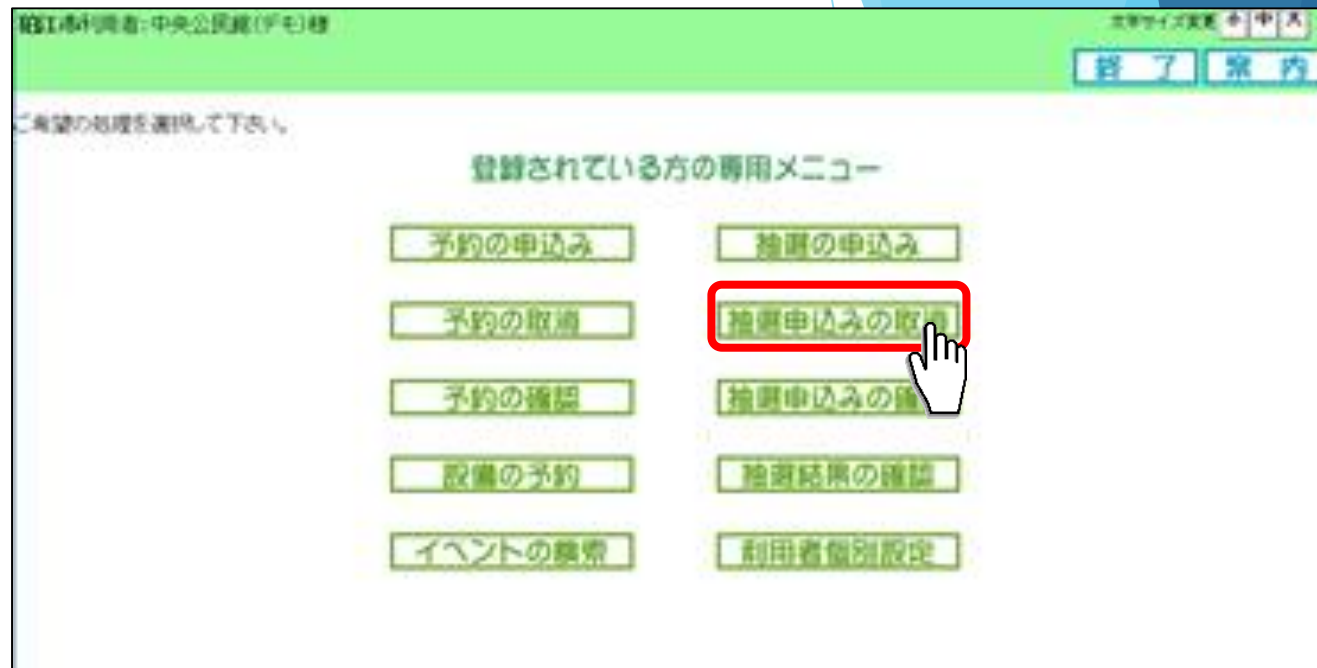 利用者:中央公民館(デモ)様
文字サイズ変更 小 中 大
終 了 案 内
ご希望の処理を選択して下さい。
登録されている方の専用メニュー
予約の申込み 抽選の申込み
予約の取消 抽選申込みの取消
予約の確認 抽選申込みの確
設備の予約 抽選結果の確認
イベントの検索 利用者個別設定